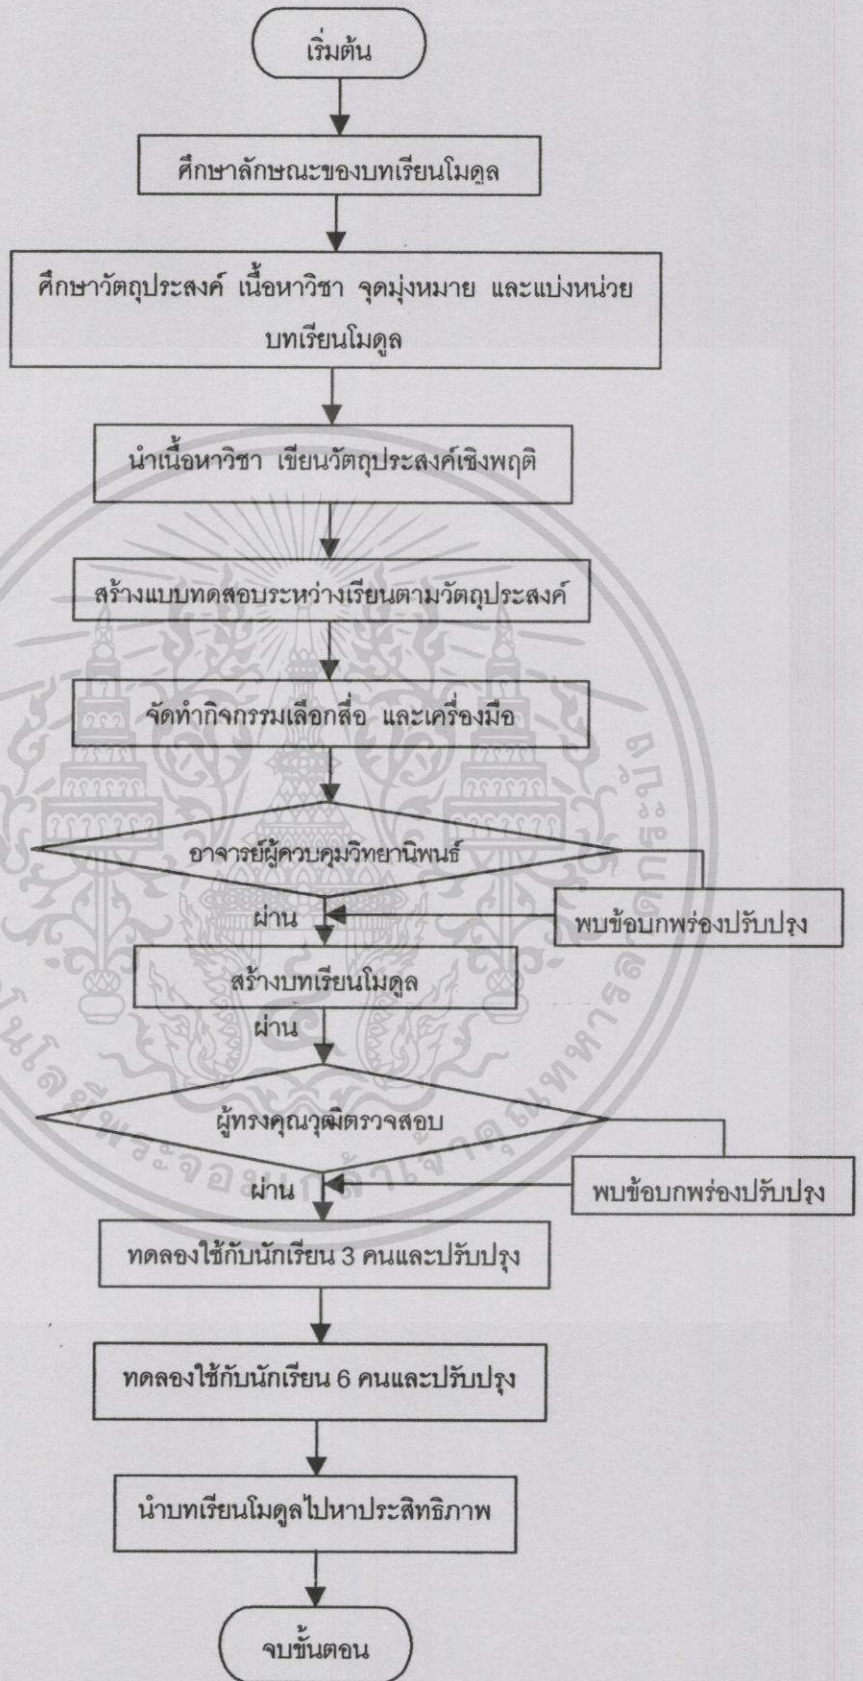 เริ่มต้น
ศึกษาลักษณะของบทเรียนโมดูล
ศึกษาวัตถุประสงค์ เนื้อหาวิชา จุดมุ่งหมาย และแบ่งหน่วย
บทเรียนโมดูล
นำเนื้อหาวิชา เขียนวัตถุประสงค์เชิงพฤติ
สร้างแบบทดสอบระหว่างเรียนตามวัตถุประสงค์
จัดทำกิจกรรมเลือกสื่อ และเครื่องมือ
อาจารย์ผู้ควบคุมวิทยานิพนธ์
ผ่าน
พบข้อบกพร่องปรับปรุง
สร้างบทเรียนโมดูล
ผ่าน
ผู้ทรงคุณวุฒิตรวจสอบ
ผ่าน
พบข้อบกพร่องปรับปรุง
ทดลองใช้กับนักเรียน 3 คนและปรับปรุง
ทดลองใช้กับนักเรียน 6 คนและปรับปรุง
นำบทเรียนโมดูลไปหาประสิทธิภาพ
จบขั้นตอน